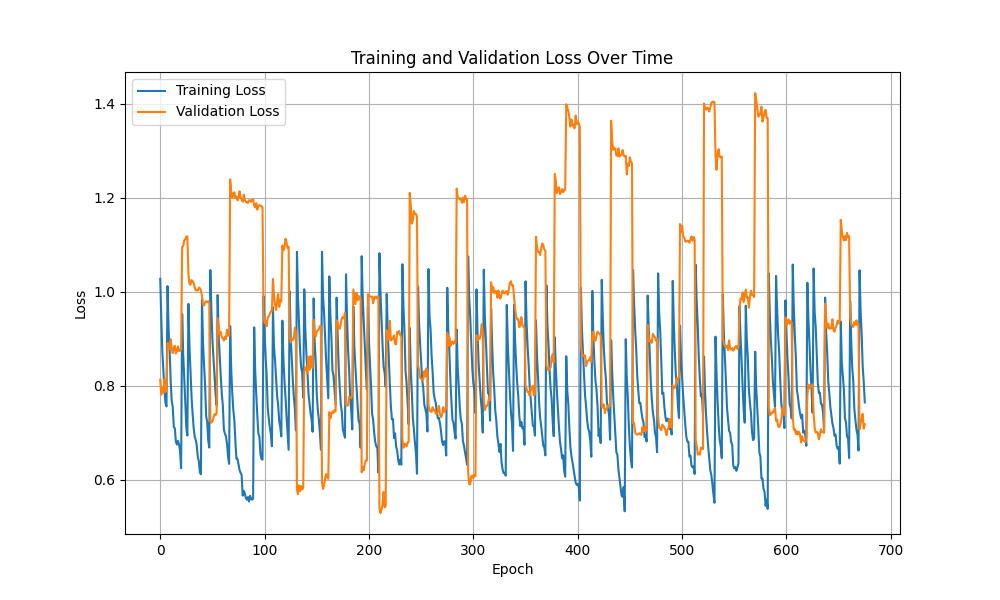 Training and Validation Loss Over Time
Training Loss
Validation Loss
1.4
1.2
1.0
0.8
0.6
Loss
0 100 200 300 400 500 600 700
Epoch